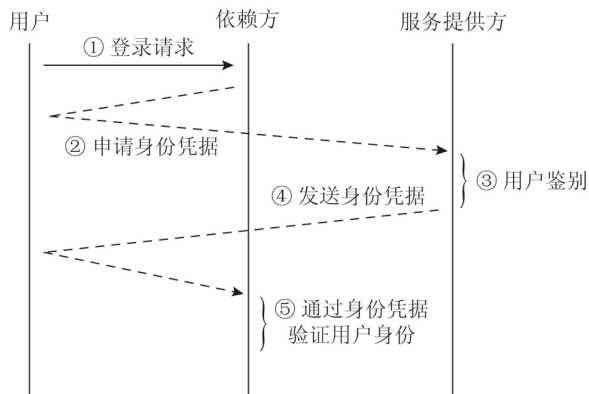 用户
依赖方
服务提供方
① 登录请求
② 申请身份凭据
③ 用户鉴别
④ 发送身份凭据
⑤ 通过身份凭据
验证用户身份